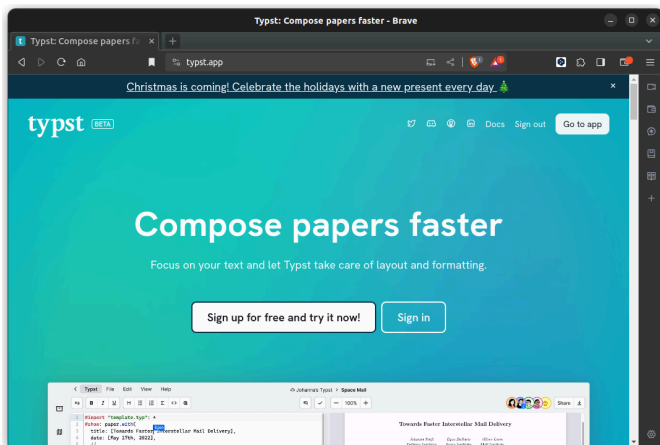 Typst: Compose papers faster - Brave
Typst: Compose papers fa
typst.app
Christmas is coming! Celebrate the holidays with a new present every day
typst BETA
Docs Sign out Go to app
Compose papers faster
Focus on your text and let Typst take care of layout and formatting.
Sign up for free and try it now! Sign in
Typst File Edit View Help
Johanna's Typst > Space Mail
B I U H
100%
Share
#import "template.typ": *
#show: paper.with(
title: [Towards Faster Interstellar Mail Delivery],
date: [May 17th, 2022],
Towards Faster Interstellar Mail Delivery